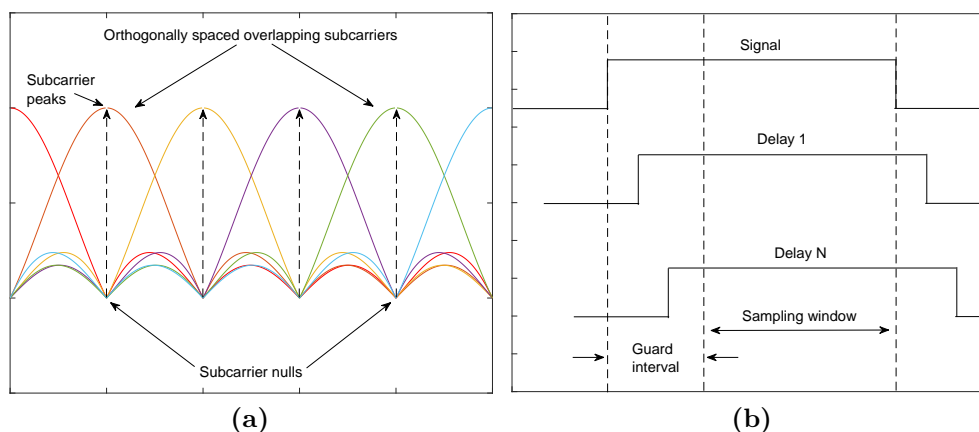 Orthogonally spaced overlapping subcarriers
Subcarrier
peaks
Subcarrier nulls
(a)
Signal
Delay 1
Delay N
Sampling window
Guard
interval
(b)